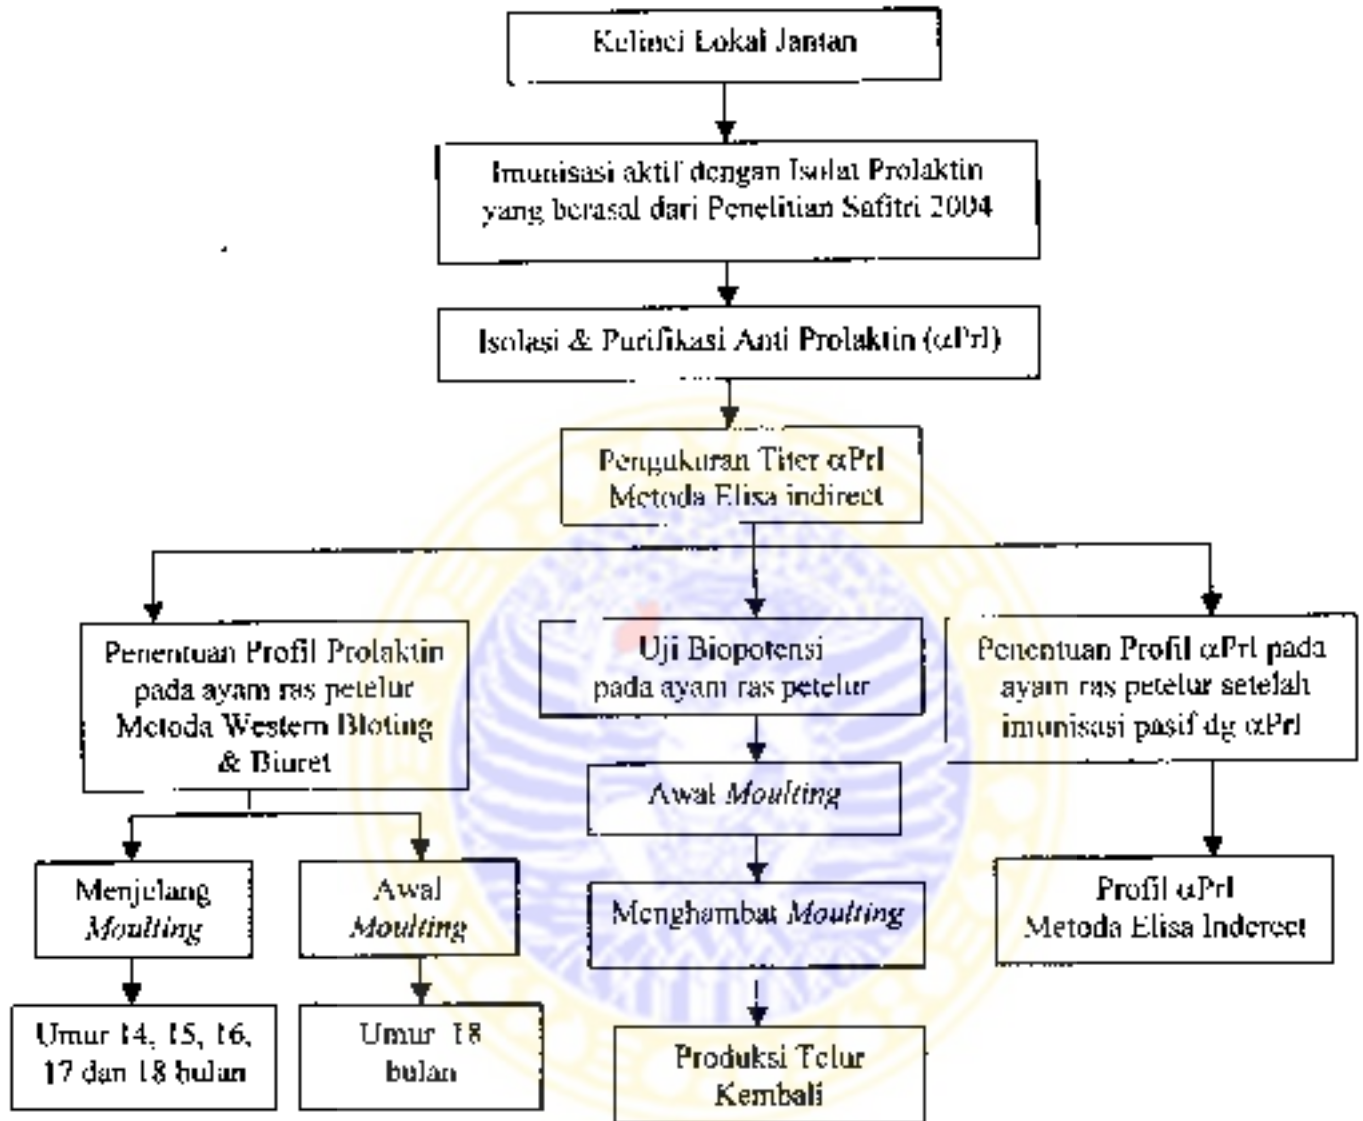 Kelinci Lokal Jantan
Imunisasi aktif dengan Isolat Prolaktin
yang berasal dari Penelitian Safitri 2004
Isolasi & Purifikasi Anti Prolaktin (αPrl)
Pengukuran Titer αPrl
Metoda Elisa indirect
Penentuan Profil Prolaktin
pada ayam ras petelur
Metoda Western Bloting
& Biuret
Uji Biopotensi
pada ayam ras petelur
Penentuan Profil αPrl pada
ayam ras petelur setelah
imunisasi pasif dg αPrl
Awal Moulting
Menjelang
Moulting
Awal
Moulting
Menghambat Moulting
Profil αPrl
Metoda Elisa Inderect
Umur 14, 15, 16,
17 dan 18 bulan
Umur 18
bulan
Produksi Telur
Kembali